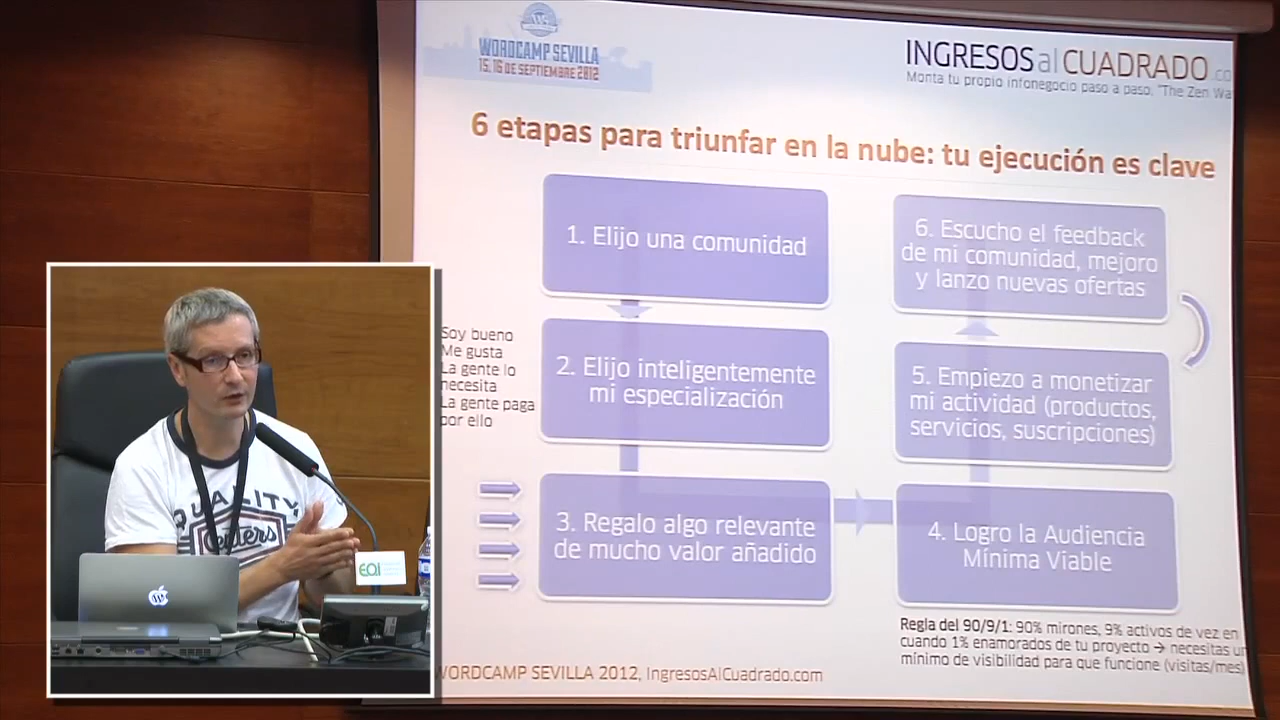 WORDCAMP SEVILLA
15, 16 DE SEPTIEMBRE 2012
INGRESOS al CUADRADO.co
Monta tu propio infonegocio paso a paso, "The Zen Wa
6 etapas para triunfar en la nube: tu ejecución es clave
1. Elijo una comunidad
Soy bueno
Me gusta
La gente lo
necesita
La gente paga
por ello
2. Elijo inteligentemente
mi especialización
3. Regalo algo relevante
de mucho valor añadido
4. Logro la Audiencia
Mínima Viable
5. Empiezo a monetizar
mi actividad (productos,
servicios, suscripciones)
6. Escucho el feedback
de mi comunidad, mejoro
y lanzo nuevas ofertas
Regla del 90/9/1: 90% mirones, 9% activos de vez en
cuando 1% enamorados de tu proyecto → necesitas un
mínimo de visibilidad para que funcione (visitas/mes)
WORDCAMP SEVILLA 2012, IngresosAlCuadrado.com
QUALITY
Centers
EOI